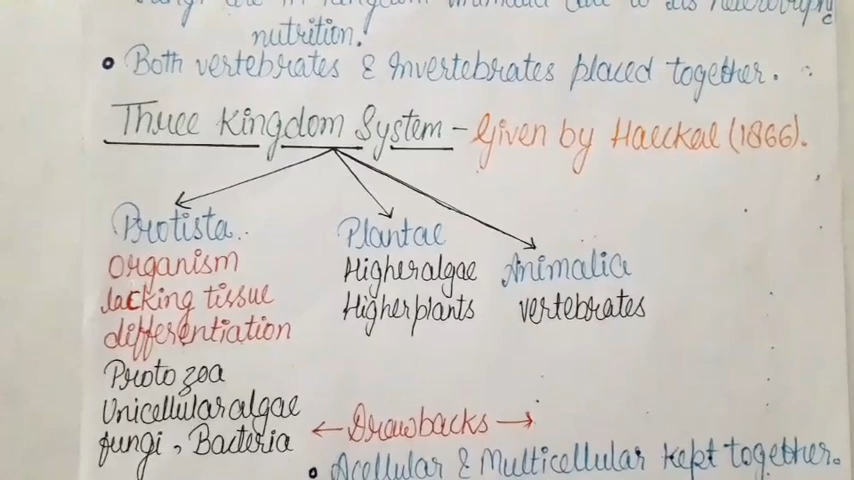 nutrition.
• Both vertebrates & Invertebrates placed together.
Three Kingdom System - Given by Haeckal (1866).
Protista
organism
lacking tissue
differentiation
Protozoa
Unicellular algae
fungi, Bacteria
Plantae
Higher algae
Higher plants
Animalia
vertebrates
← Drawbacks →
• Acellular & Multicellular kept together.